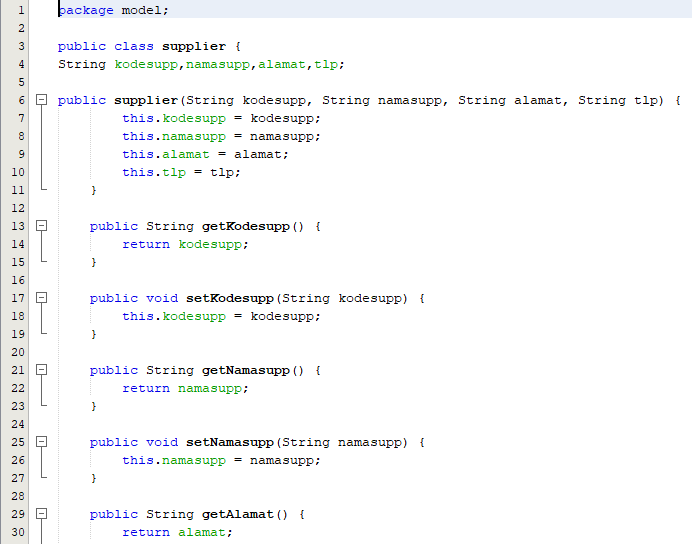 1 package model;
2
3 public class supplier {
4 String kodesupp,namasupp,alamat,tlp;
5
6 public supplier(String kodesupp, String namasupp, String alamat, String tlp) {
7 this.kodesupp = kodesupp;
8 this.namasupp = namasupp;
9 this.alamat = alamat;
10 this.tlp = tlp;
11 }
12
13 public String getKodesupp() {
14 return kodesupp;
15 }
16
17 public void setKodesupp(String kodesupp) {
18 this.kodesupp = kodesupp;
19 }
20
21 public String getNamasupp() {
22 return namasupp;
23 }
24
25 public void setNamasupp(String namasupp) {
26 this.namasupp = namasupp;
27 }
28
29 public String getAlamat() {
30 return alamat;